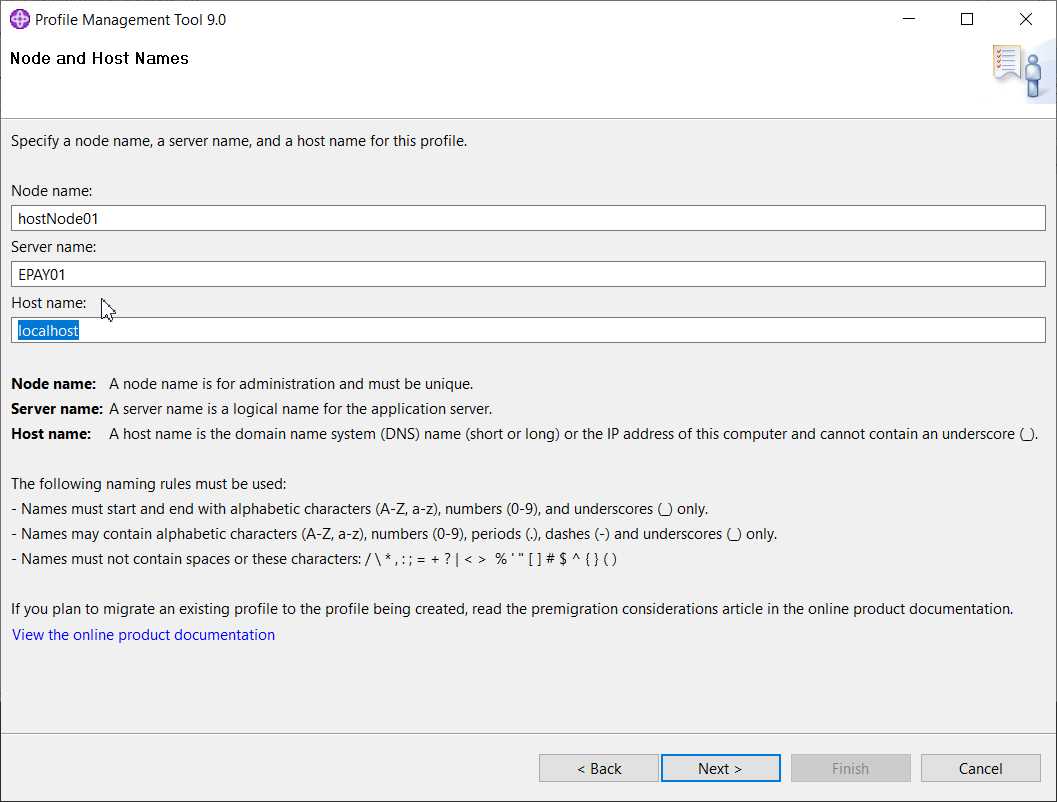 Profile Management Tool 9.0
Node and Host Names
Specify a node name, a server name, and a host name for this profile.
Node name:
hostNode01
Server name:
EPAY01
Host name:
localhost
Node name: A node name is for administration and must be unique.
Server name: A server name is a logical name for the application server.
Host name: A host name is the domain name system (DNS) name (short or long) or the IP address of this computer and cannot contain an underscore (_).
The following naming rules must be used:
- Names must start and end with alphabetic characters (A-Z, a-z), numbers (0-9), and underscores (_) only.
- Names may contain alphabetic characters (A-Z, a-z), numbers (0-9), periods (.), dashes (-) and underscores (_) only.
- Names must not contain spaces or these characters: / \ * , : ; = + ? | < > % ' " [ ] # $ ^ { } ( )
If you plan to migrate an existing profile to the profile being created, read the premigration considerations article in the online product documentation.
View the online product documentation
< Back Next > Finish Cancel